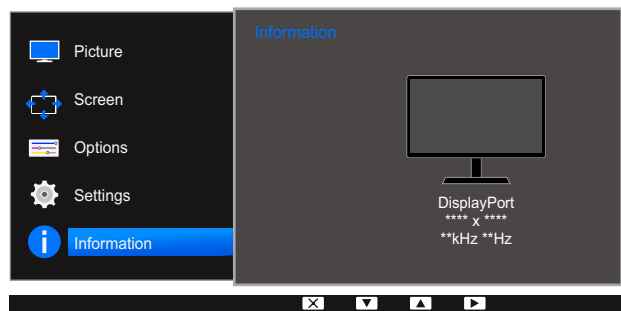 Picture
Screen
Options
Settings
Information
Information
DisplayPort
**** x ****
**kHz **Hz